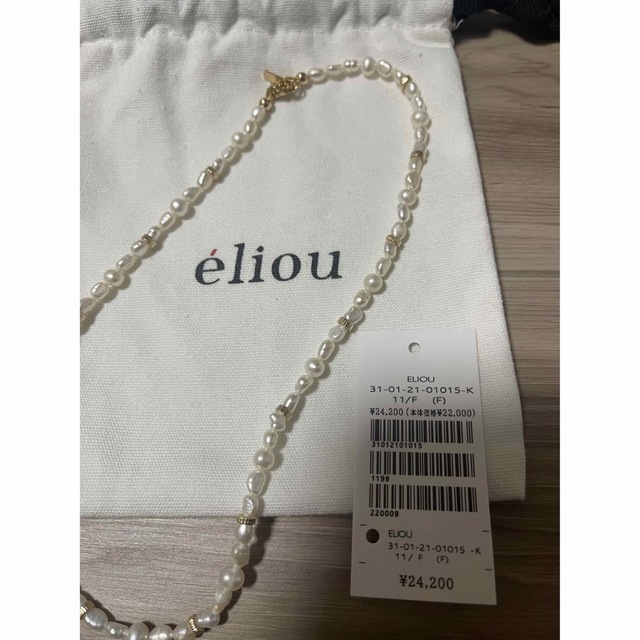 éliou
ELIOU
31-01-21-01015-K
11/F (F)
¥24,200(本体価格¥22,000)
31012101015
1199
220009
ELIOU
31-01-21-01015 -K
11/ F (F)
¥24,200